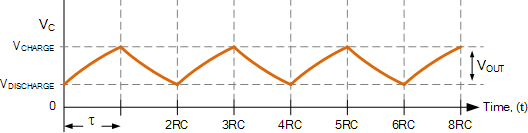 VC
VCHARGE
VOUT
VDISCHARGE
0
Time, (t)
τ
2RC
3RC
4RC
5RC
6RC
8RC